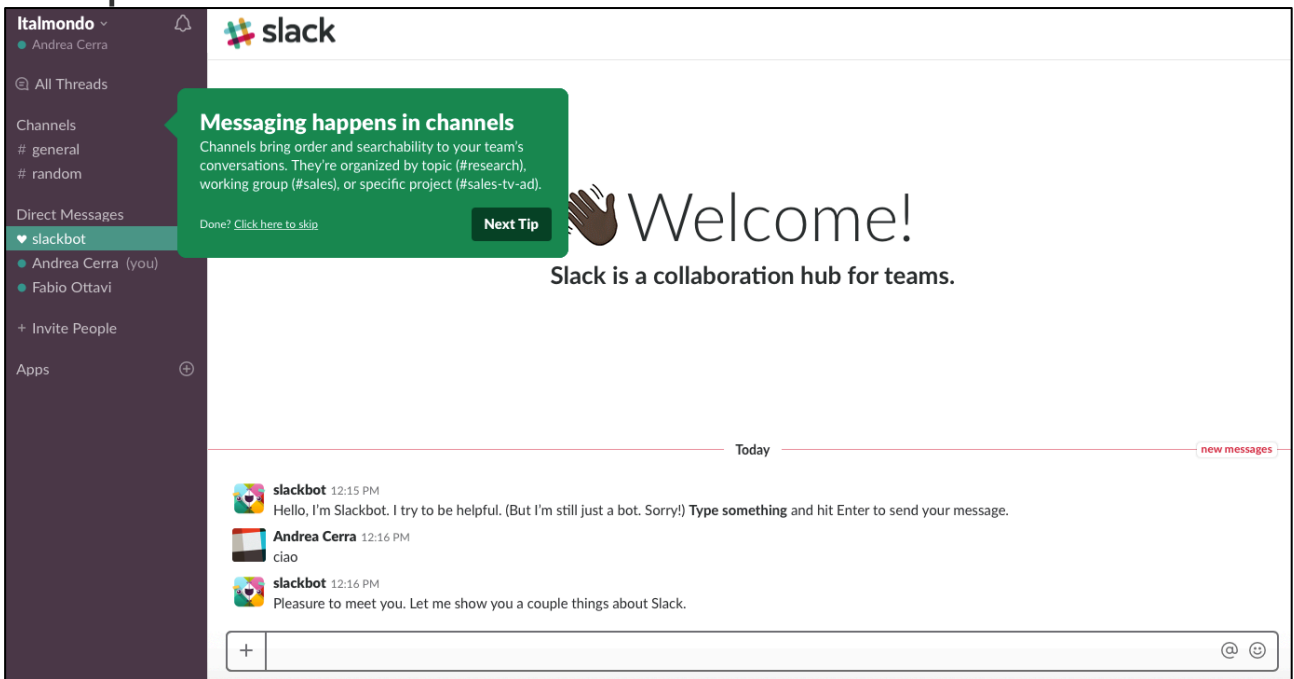 Italmondo
Andrea Cerra
All Threads
Channels
# general
# random
Direct Messages
slackbot
Andrea Cerra (you)
Fabio Ottavi
+ Invite People
Apps
slack
Messaging happens in channels
Channels bring order and searchability to your team's
conversations. They're organized by topic (#research),
working group (#sales), or specific project (#sales-tv-ad).
Done? Click here to skip
Next Tip
Welcome!
Slack is a collaboration hub for teams.
Today
new messages
slackbot 12:15 PM
Hello, I'm Slackbot. I try to be helpful. (But I'm still just a bot. Sorry!) Type something and hit Enter to send your message.
Andrea Cerra 12:16 PM
ciao
slackbot 12:16 PM
Pleasure to meet you. Let me show you a couple things about Slack.
+
@